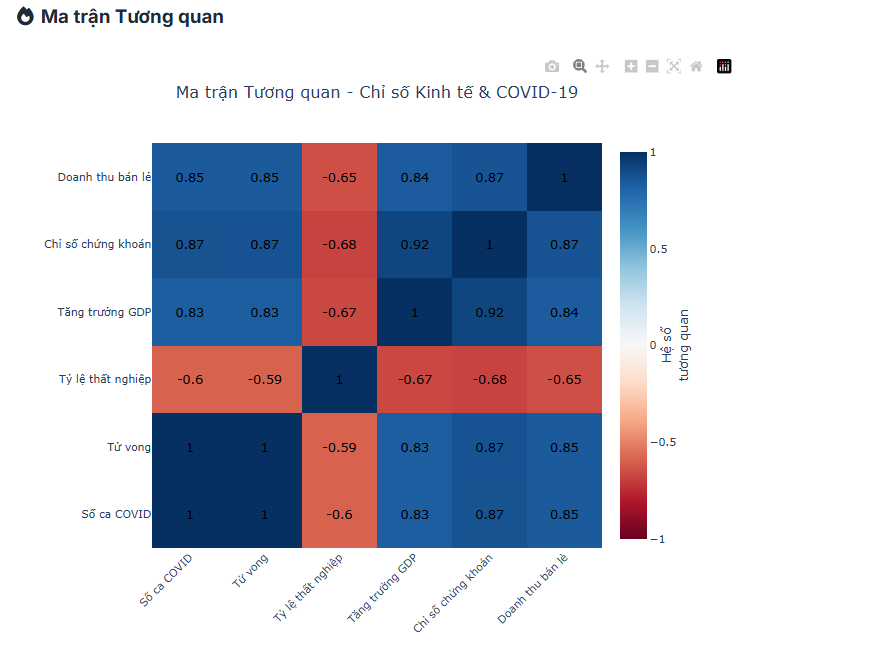 Ma trận Tương quan
Ma trận Tương quan - Chỉ số Kinh tế & COVID-19
Doanh thu bán lẻ 0.85 0.85 -0.65 0.84 0.87 1
Chỉ số chứng khoán 0.87 0.87 -0.68 0.92 1 0.87
Tăng trưởng GDP 0.83 0.83 -0.67 1 0.92 0.84
Tỷ lệ thất nghiệp -0.6 -0.59 1 -0.67 -0.68 -0.65
Tử vong 1 1 -0.59 0.83 0.87 0.85
Số ca COVID 1 1 -0.6 0.83 0.87 0.85
Số ca COVID
Tử vong
Tỷ lệ thất nghiệp
Tăng trưởng GDP
Chỉ số chứng khoán
Doanh thu bán lẻ
1
0.5
0
−0.5
−1
Hệ số
tương quan